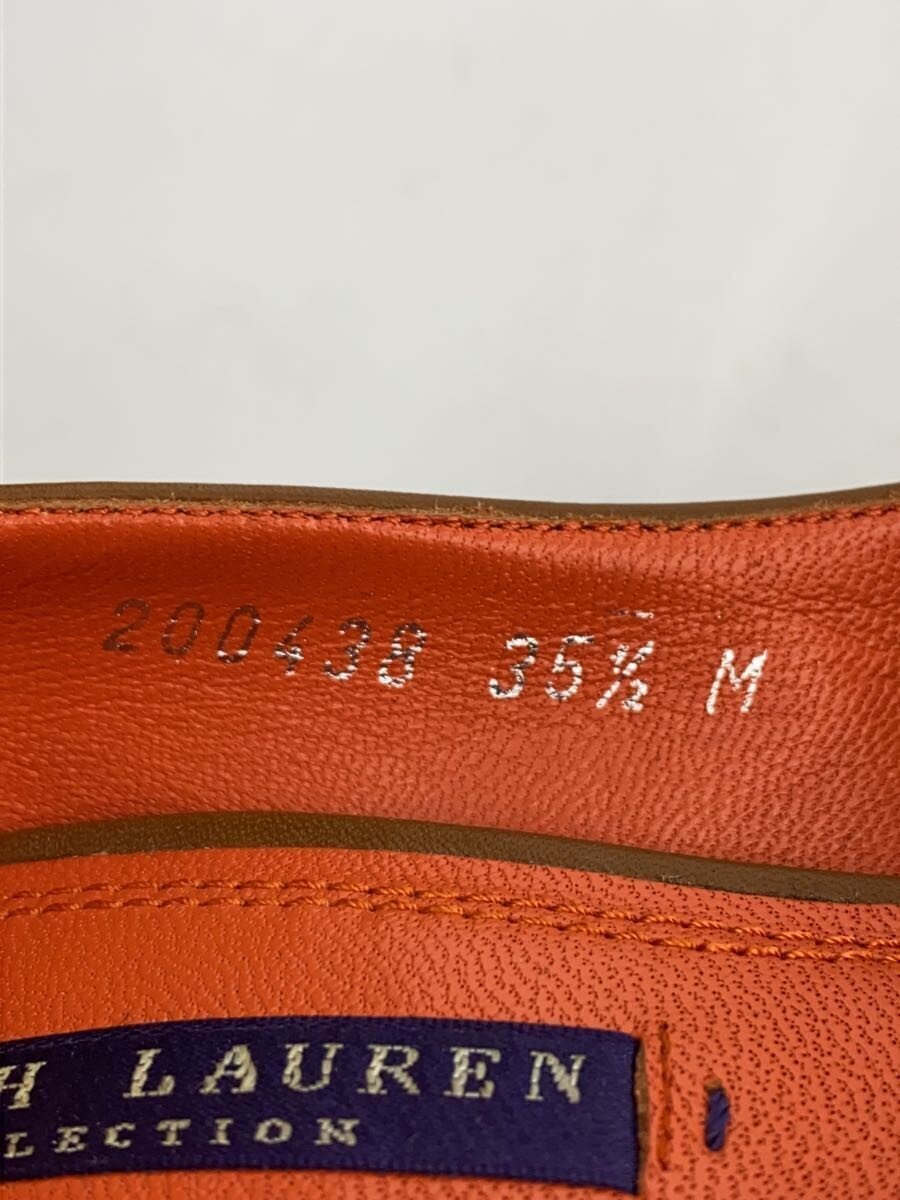 200438 35½ M
H LAUREN
LECTION